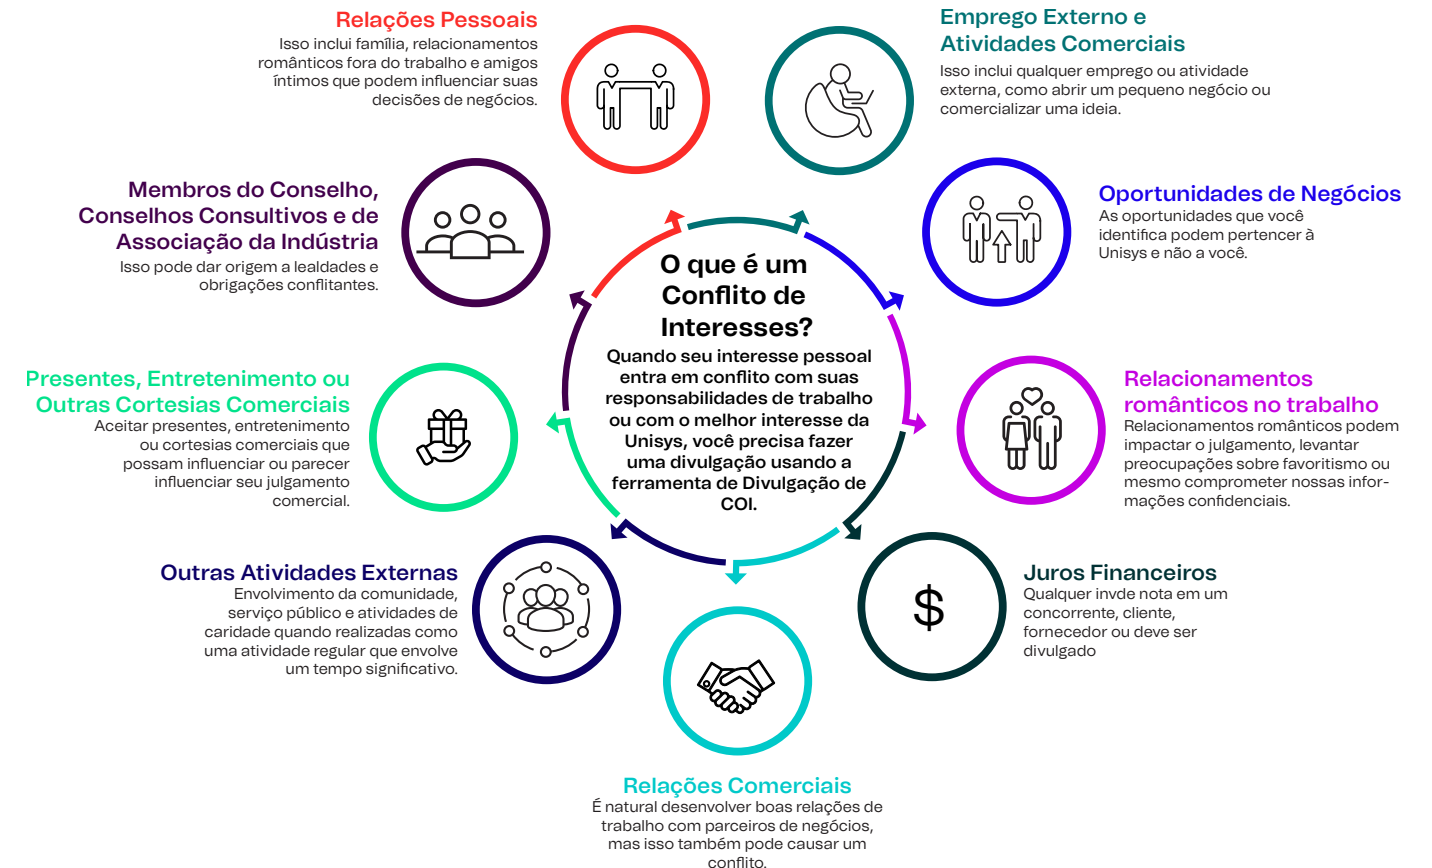 O que é um
Conflito de
Interesses?
Quando seu interesse pessoal
entra em conflito com suas
responsabilidades de trabalho
ou com o melhor interesse da
Unisys, você precisa fazer
uma divulgação usando a
ferramenta de Divulgação de
COI.
Relações Pessoais
Isso inclui família, relacionamentos
românticos fora do trabalho e amigos
íntimos que podem influenciar suas
decisões de negócios.
Emprego Externo e
Atividades Comerciais
Isso inclui qualquer emprego ou atividade
externa, como abrir um pequeno negócio ou
comercializar uma ideia.
Oportunidades de Negócios
As oportunidades que você
identifica podem pertencer à
Unisys e não a você.
Relacionamentos
românticos no trabalho
Relacionamentos românticos podem
impactar o julgamento, levantar
preocupações sobre favoritismo ou
mesmo comprometer nossas infor-
mações confidenciais.
Juros Financeiros
Qualquer invde nota em um
concorrente, cliente,
fornecedor ou deve ser
divulgado
$
Relações Comerciais
É natural desenvolver boas relações de
trabalho com parceiros de negócios,
mas isso também pode causar um
conflito.
Outras Atividades Externas
Envolvimento da comunidade,
serviço público e atividades de
caridade quando realizadas como
uma atividade regular que envolve
um tempo significativo.
Presentes, Entretenimento ou
Outras Cortesias Comerciais
Aceitar presentes, entretenimento
ou cortesias comerciais que
possam influenciar ou parecer
influenciar seu julgamento
comercial.
Membros do Conselho,
Conselhos Consultivos e de
Associação da Indústria
Isso pode dar origem a lealdades e
obrigações conflitantes.